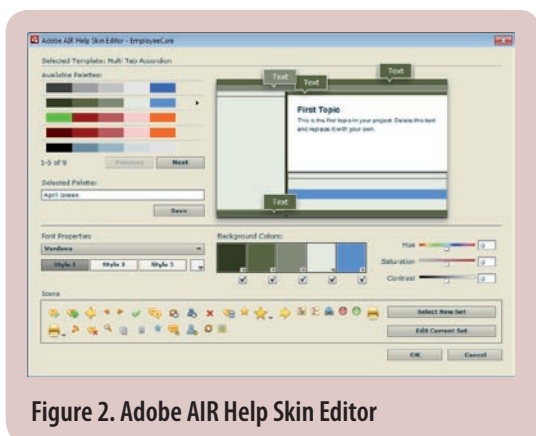 Adobe AIR Help Skin Editor - EmployeeCare
Selected Template: Multi Tab Accordion
Available Palettes:
1-5 of 9 Previous Next
Selected Palette:
April Green
Save
Text
Text
Text
First Topic
This is the first topic in your project. Delete this text
and replace it with your own.
Text
Font Properties
Verdana
Style 1 Style 2 Style 3
Background Colors:
Hue 0
Saturation 0
Contrast 0
Icons
Select New Set
Edit Current Set
OK Cancel
Figure 2. Adobe AIR Help Skin Editor